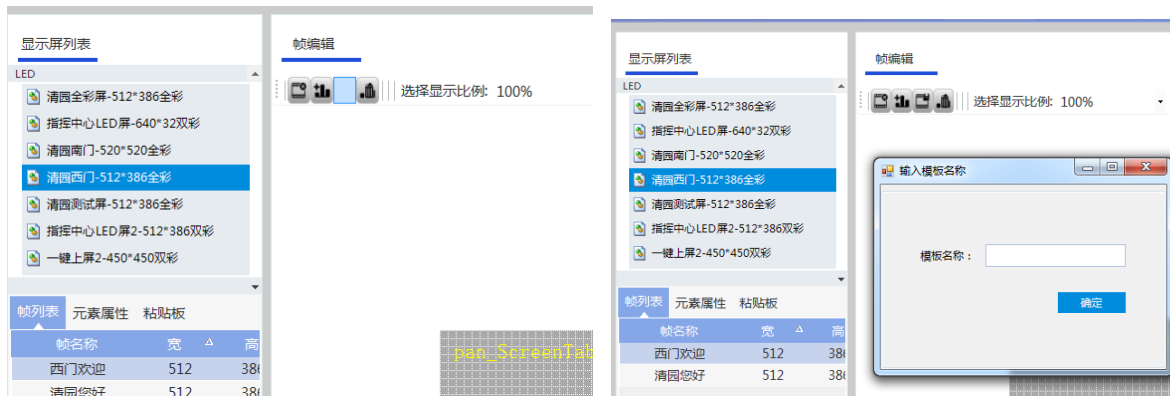 显示屏列表
LED
清园全彩屏-512*386全彩
指挥中心LED屏-640*32双彩
清园南门-520*520全彩
清园西门-512*386全彩
清园测试屏-512*386全彩
指挥中心LED屏2-512*386双彩
一键上屏2-450*450双彩
帧列表 元素属性 粘贴板
帧名称 宽 高
西门欢迎 512 386
清园您好 512 386
帧编辑
选择显示比例: 100%
pan_ScreenTab
显示屏列表
LED
清园全彩屏-512*386全彩
指挥中心LED屏-640*32双彩
清园南门-520*520全彩
清园西门-512*386全彩
清园测试屏-512*386全彩
指挥中心LED屏2-512*386双彩
一键上屏2-450*450双彩
帧列表 元素属性 粘贴板
帧名称 宽 高
西门欢迎 512 386
清园您好 512 386
帧编辑
选择显示比例: 100%
输入模板名称
模板名称：
确定